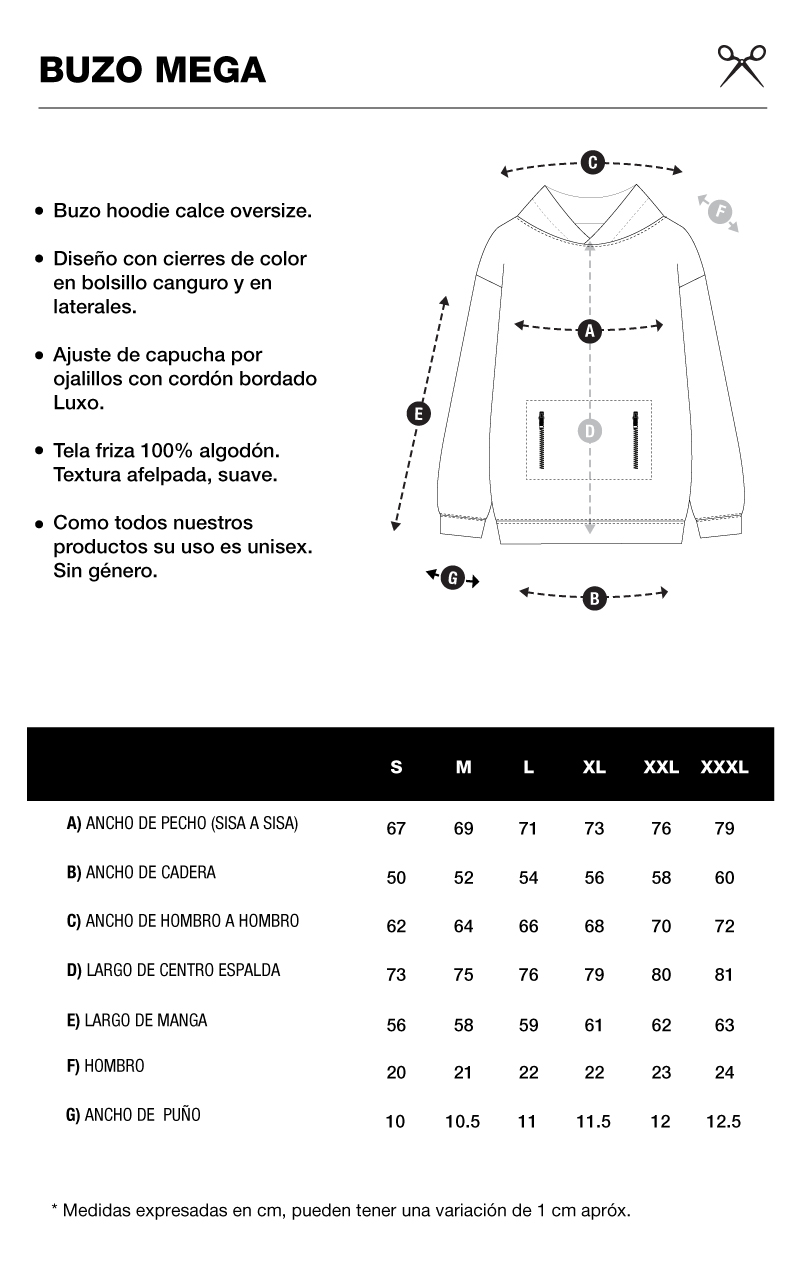 BUZO MEGA
• Buzo hoodie calce oversize.
• Diseño con cierres de color
en bolsillo canguro y en
laterales.
• Ajuste de capucha por
ojalillos con cordón bordado
Luxo.
• Tela friza 100% algodón.
Textura afelpada, suave.
• Como todos nuestros
productos su uso es unisex.
Sin género.
C
F
A
E
D
G
B
S M L XL XXL XXXL
A) ANCHO DE PECHO (SISA A SISA) 67 69 71 73 76 79
B) ANCHO DE CADERA 50 52 54 56 58 60
C) ANCHO DE HOMBRO A HOMBRO 62 64 66 68 70 72
D) LARGO DE CENTRO ESPALDA 73 75 76 79 80 81
E) LARGO DE MANGA 56 58 59 61 62 63
F) HOMBRO 20 21 22 22 23 24
G) ANCHO DE PUÑO 10 10.5 11 11.5 12 12.5
* Medidas expresadas en cm, pueden tener una variación de 1 cm apróx.